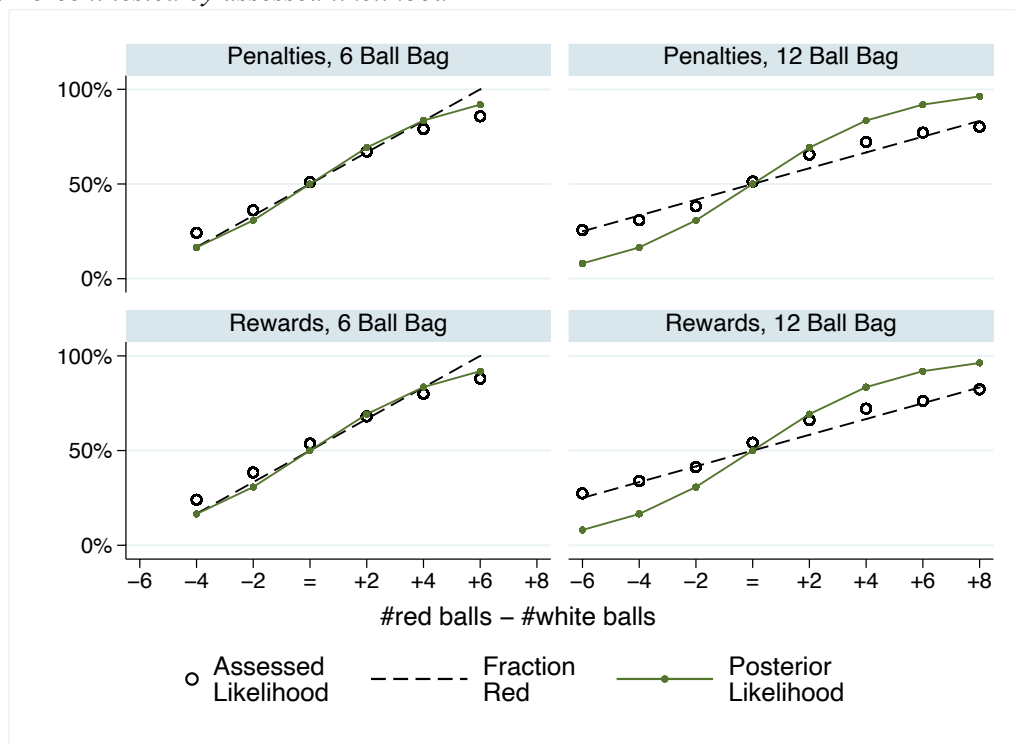 Penalties, 6 Ball Bag
Penalties, 12 Ball Bag
100%
50%
0%
Rewards, 6 Ball Bag
Rewards, 12 Ball Bag
100%
50%
0%
−6 −4 −2 = +2 +4 +6 +8
−6 −4 −2 = +2 +4 +6 +8
#red balls − #white balls
Assessed Likelihood
Fraction Red
Posterior Likelihood